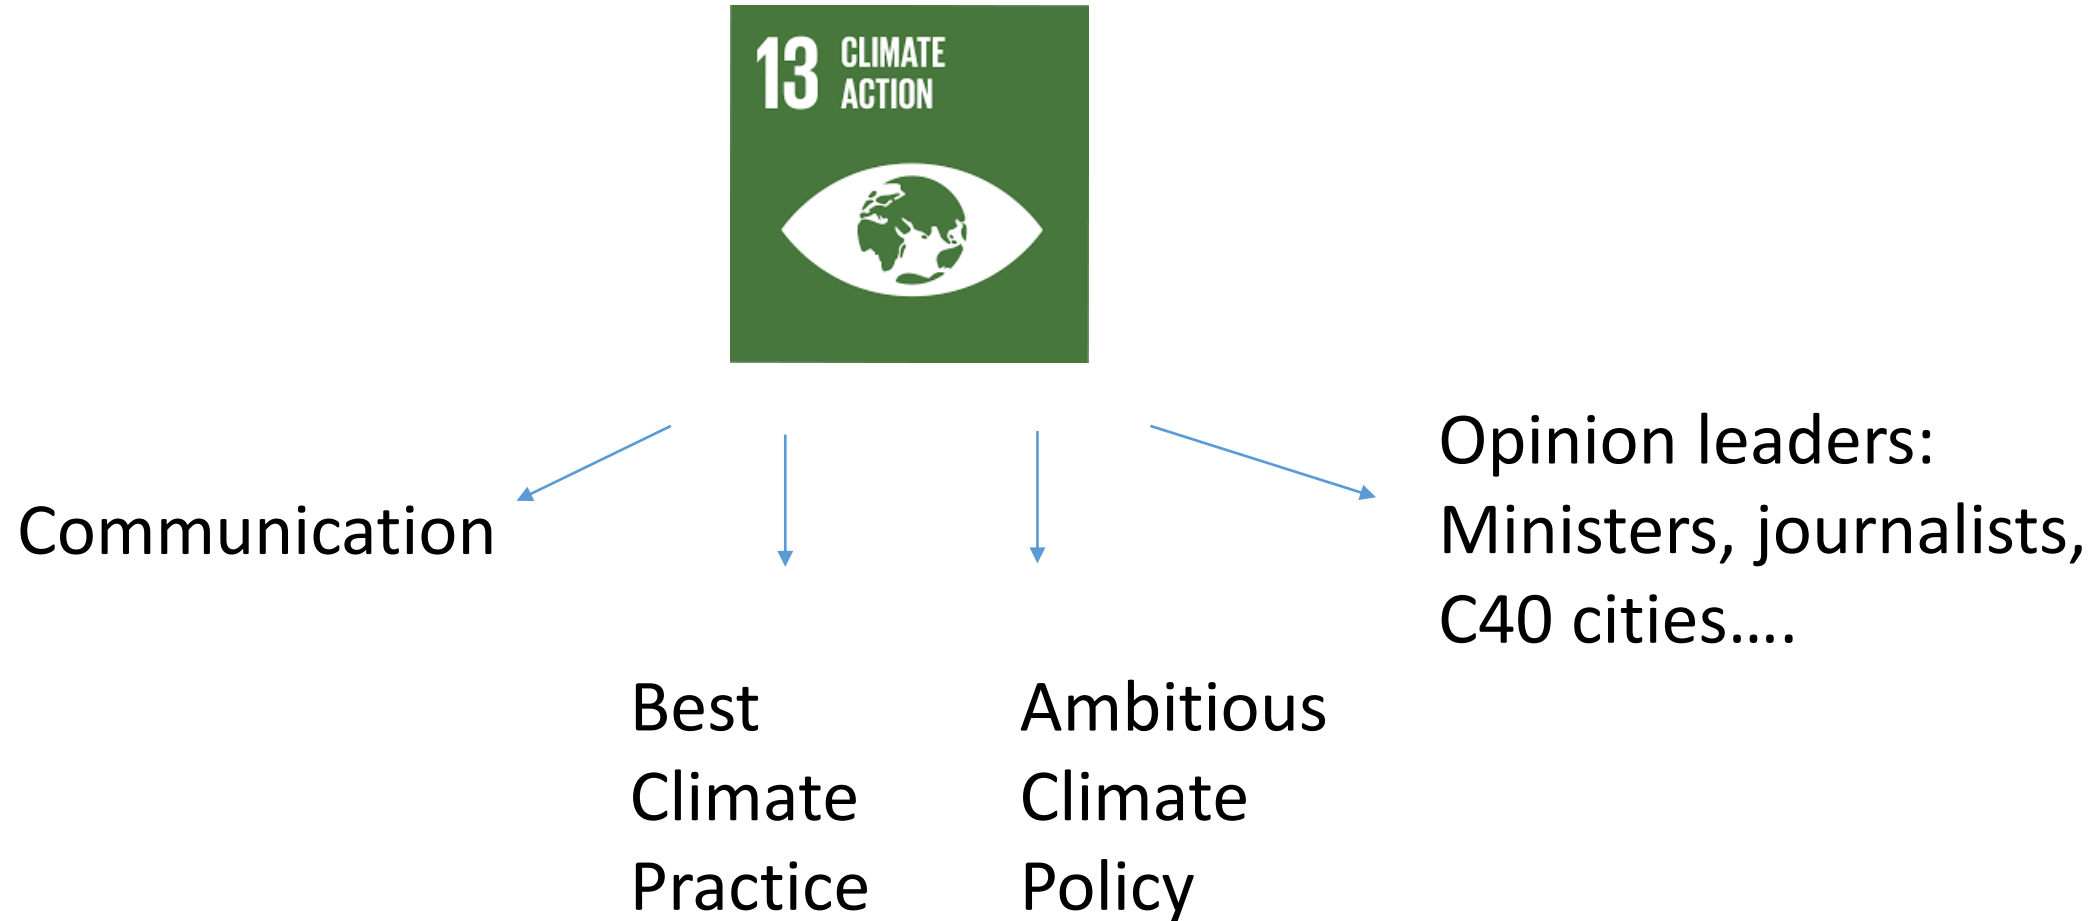 13 CLIMATE
ACTION
Communication
Opinion leaders:
Ministers, journalists,
C40 cities....
Best
Climate
Practice
Ambitious
Climate
Policy